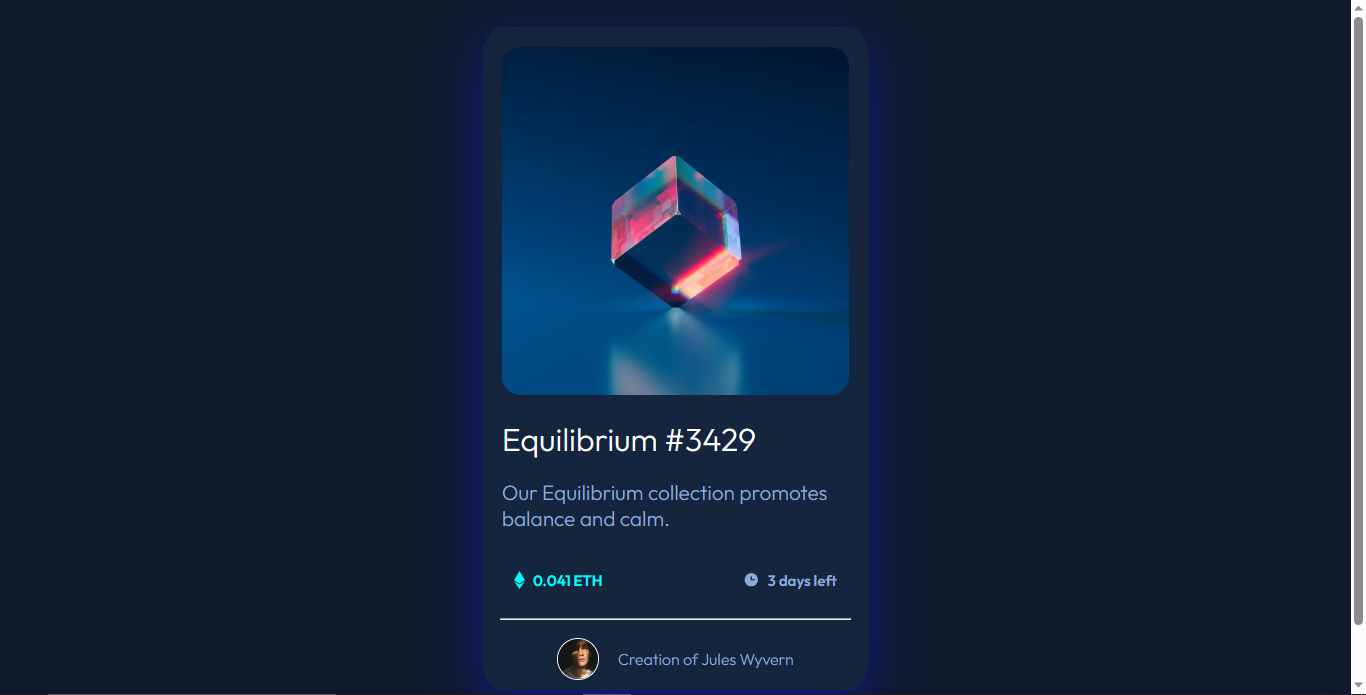 Equilibrium #3429
Our Equilibrium collection promotes
balance and calm.
0.041 ETH
3 days left
Creation of Jules Wyvern